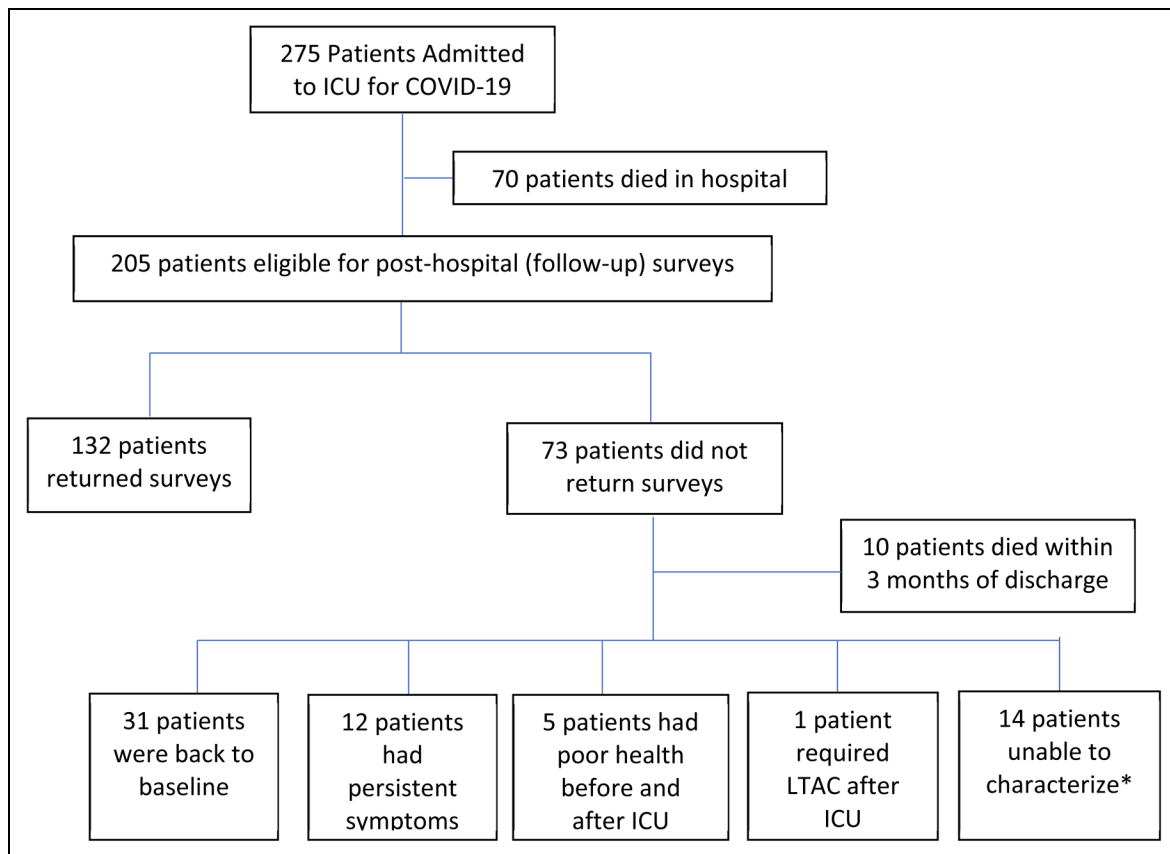 275 Patients Admitted
to ICU for COVID-19
70 patients died in hospital
205 patients eligible for post-hospital (follow-up) surveys
132 patients
returned surveys
73 patients did not
return surveys
10 patients died within
3 months of discharge
31 patients
were back to
baseline
12 patients
had
persistent
symptoms
5 patients had
poor health
before and
after ICU
1 patient
required
LTAC after
ICU
14 patients
unable to
characterize*